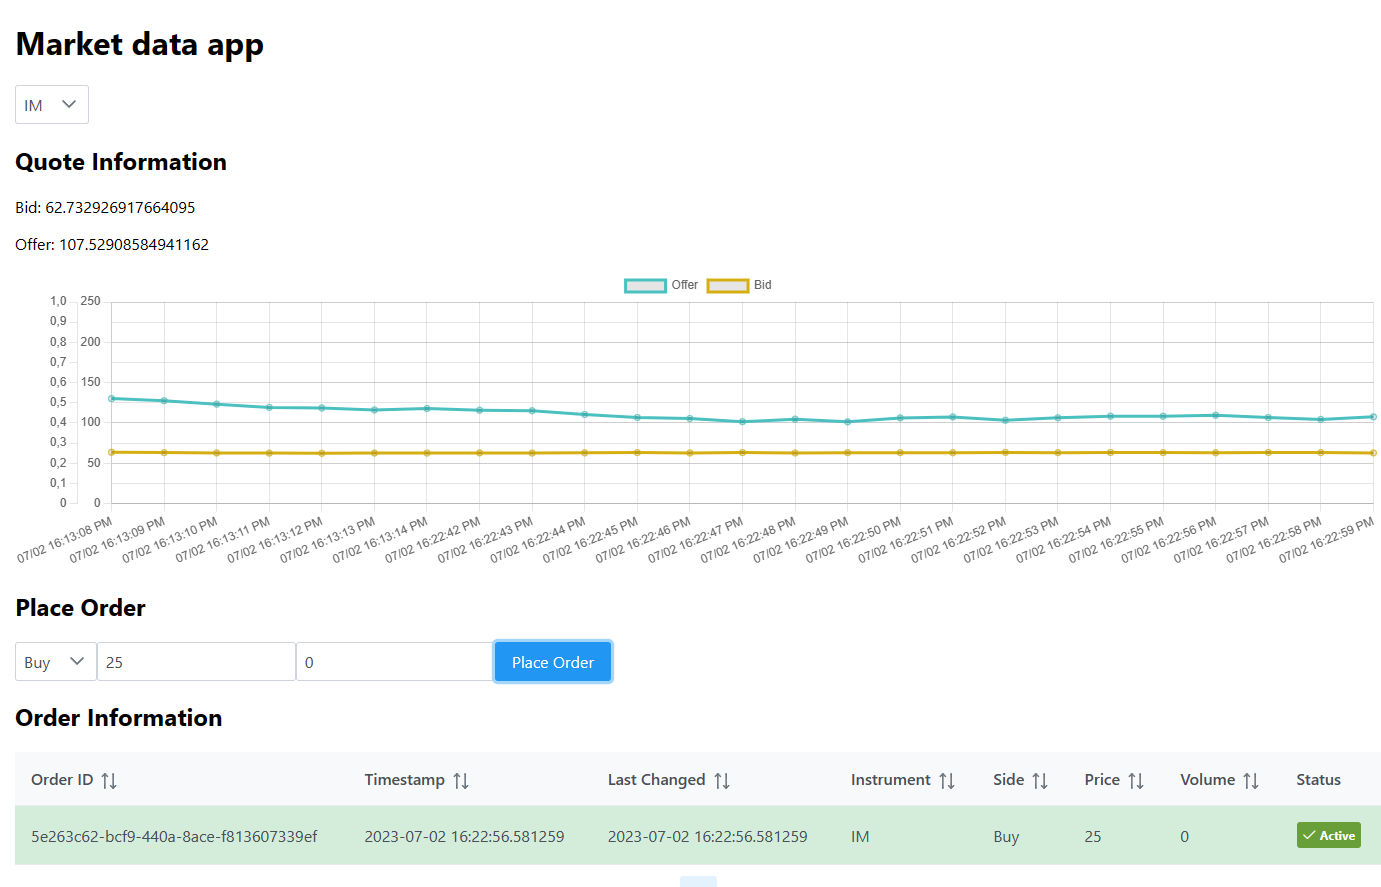 Market data app
IM
Quote Information
Bid: 62.732926917664095
Offer: 107.52908584941162
Offer Bid
1,0 250
0,9
0,8 200
0,7
0,6 150
0,5
0,4 100
0,3
0,2 50
0,1
0 0
07/02 16:13:08 PM 07/02 16:13:09 PM 07/02 16:13:10 PM 07/02 16:13:11 PM 07/02 16:13:12 PM 07/02 16:13:13 PM 07/02 16:13:14 PM 07/02 16:22:42 PM 07/02 16:22:43 PM 07/02 16:22:44 PM 07/02 16:22:45 PM 07/02 16:22:46 PM 07/02 16:22:47 PM 07/02 16:22:48 PM 07/02 16:22:49 PM 07/02 16:22:50 PM 07/02 16:22:51 PM 07/02 16:22:52 PM 07/02 16:22:53 PM 07/02 16:22:54 PM 07/02 16:22:55 PM 07/02 16:22:56 PM 07/02 16:22:57 PM 07/02 16:22:58 PM 07/02 16:22:59 PM
Place Order
Buy 25 0 Place Order
Order Information
Order ID Timestamp Last Changed Instrument Side Price Volume Status
5e263c62-bcf9-440a-8ace-f813607339ef 2023-07-02 16:22:56.581259 2023-07-02 16:22:56.581259 IM Buy 25 0 Active